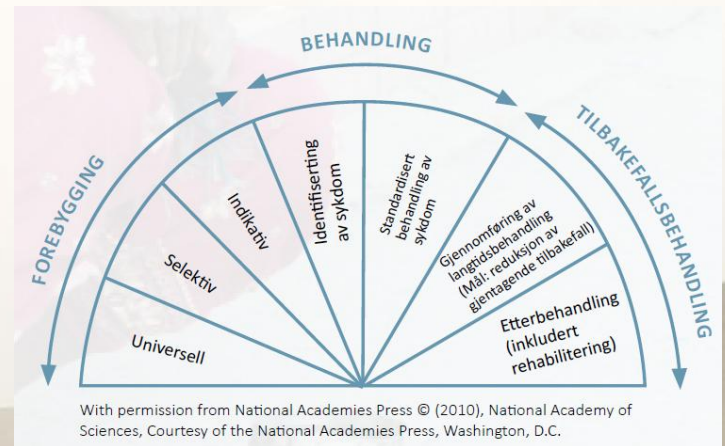 BEHANDLING
FOREBYGGING
TILBAKEFALLSBEHANDLING
Universell
Selektiv
Indikativ
Identifiserting
av sykdom
Standardisert
behandling av
sykdom
Gjennomføring av
langtidsbehandling
(Mål: reduksjon av
gjentagende tilbakefall)
Etterbehandling
(inkludert
rehabilitering)
With permission from National Academies Press © (2010), National Academy of
Sciences, Courtesy of the National Academies Press, Washington, D.C.